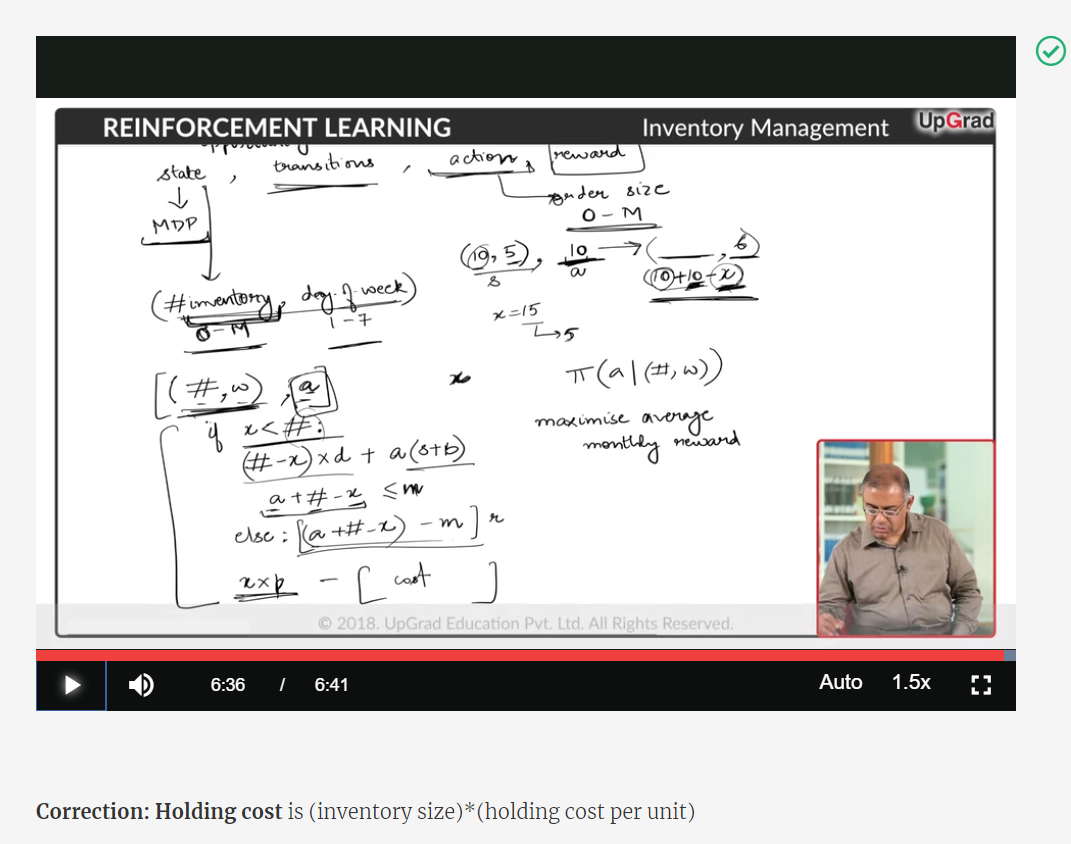 REINFORCEMENT LEARNING
Inventory Management
UpGrad
state , transitions , action, reward
↓
MDP
order size
0 - M
(10, 5), 10 → ( ___ , 6)
s a (10+10-x)
(#inventory, day of week)
0 - M 1 - 7
x = 15
↳ 5
[(#, w) , a]
π(a|(#, w))
if x < # :
maximise average
monthly reward
(#-x) x d + a(s+b)
a + # - x ≤ m
else : [(a + # - x) - m] r
x x p - [ cost ]
© 2018. UpGrad Education Pvt. Ltd. All Rights Reserved.
6:36 / 6:41
Auto 1.5x
Correction: Holding cost is (inventory size)*(holding cost per unit)